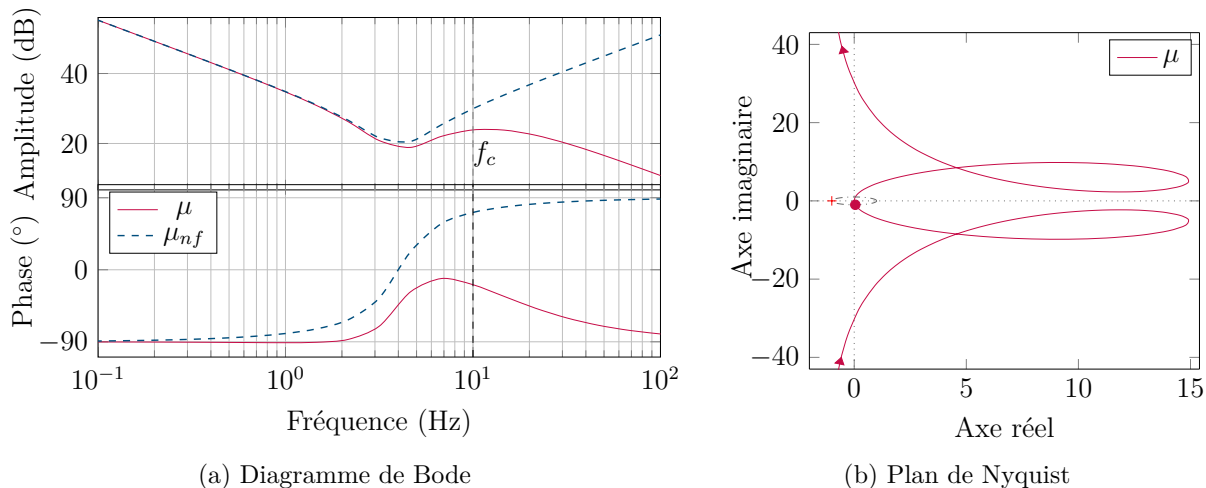 Amplitude (dB)
40
20
f_c
Phase (°)
90
0
−90
μ
μ_nf
10^−1
10^0
10^1
10^2
Fréquence (Hz)
(a) Diagramme de Bode
Axe imaginaire
40
20
0
−20
−40
μ
0
5
10
15
Axe réel
(b) Plan de Nyquist